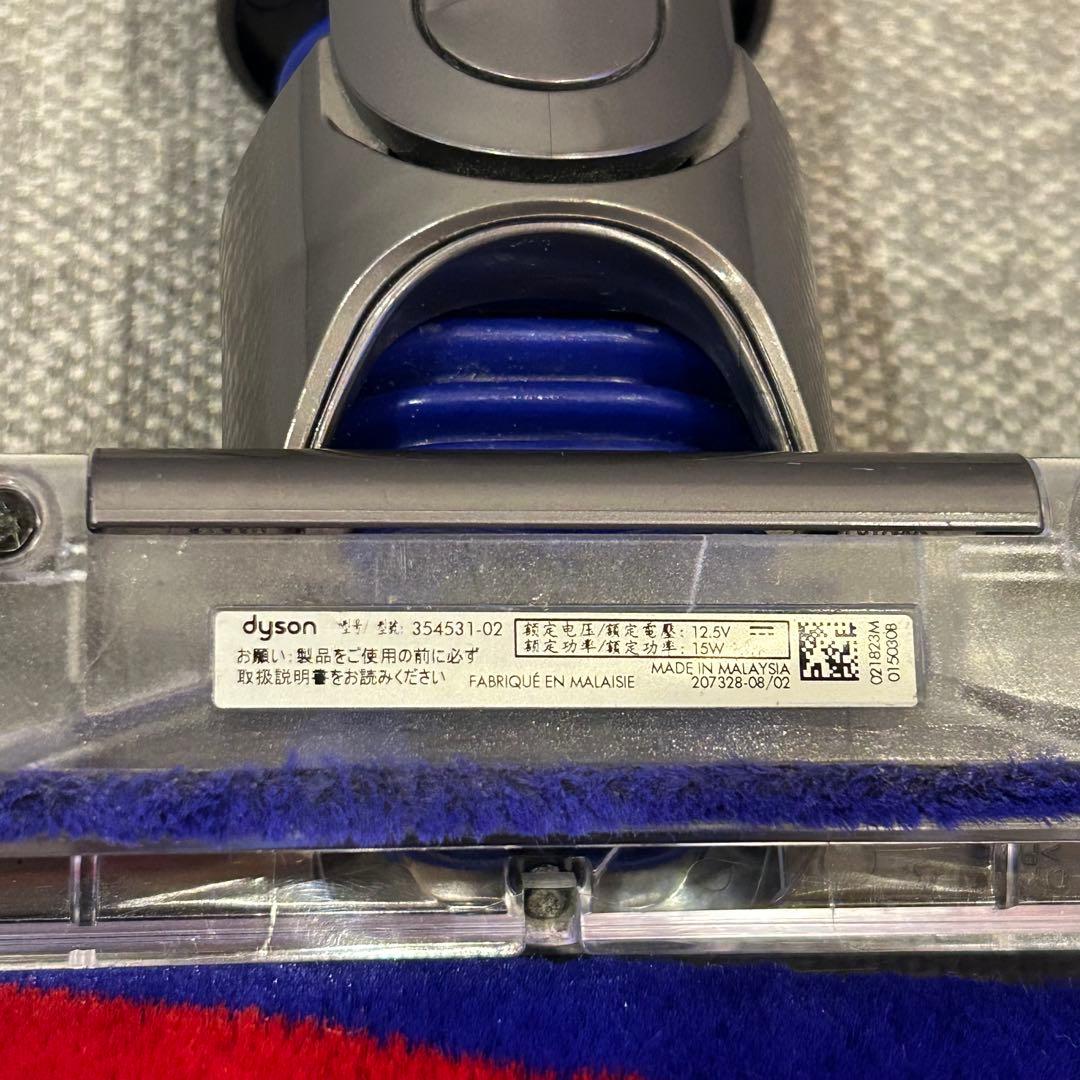 dyson 型号/型號: 354531-02
お願い:製品をご使用の前に必ず
取扱説明書をお読みください
FABRIQUÉ EN MALAISIE
额定电压/額定電壓: 12.5V ⎓
额定功率/額定功率: 15W
MADE IN MALAYSIA
207328-08/02
021823M
0150308